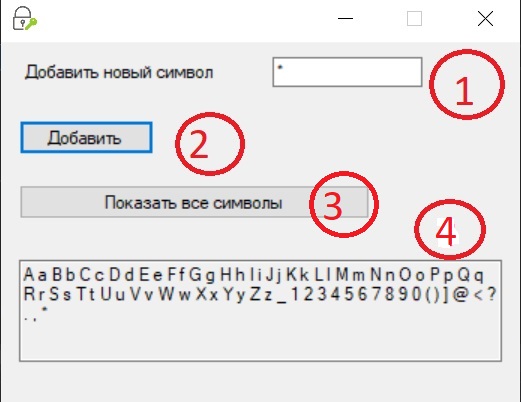 Добавить новый символ * 1
Добавить 2
Показать все символы 3
4
A a B b C c D d E e F f G g H h I i J j K k L l M m N n O o P p Q q
R r S s T t U u V v W w X x Y y Z z _ 1 2 3 4 5 6 7 8 9 0 ( ) ] @ < ?
. , *